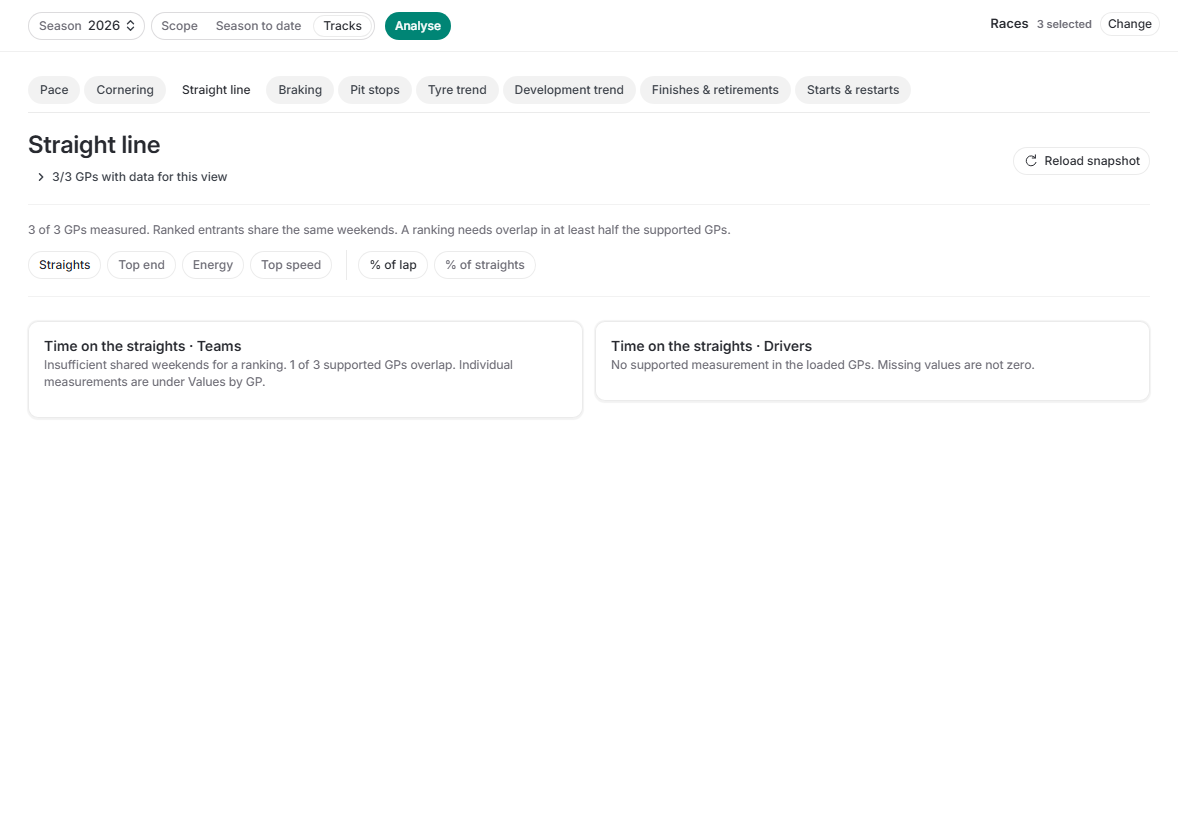 Season 2026
Scope Season to date Tracks
Analyse
Races 3 selected Change
Pace Cornering Straight line Braking Pit stops Tyre trend Development trend Finishes & retirements Starts & restarts
Straight line
3/3 GPs with data for this view
Reload snapshot
3 of 3 GPs measured. Ranked entrants share the same weekends. A ranking needs overlap in at least half the supported GPs.
Straights Top end Energy Top speed % of lap % of straights
Time on the straights · Teams
Insufficient shared weekends for a ranking. 1 of 3 supported GPs overlap. Individual
measurements are under Values by GP.
Time on the straights · Drivers
No supported measurement in the loaded GPs. Missing values are not zero.